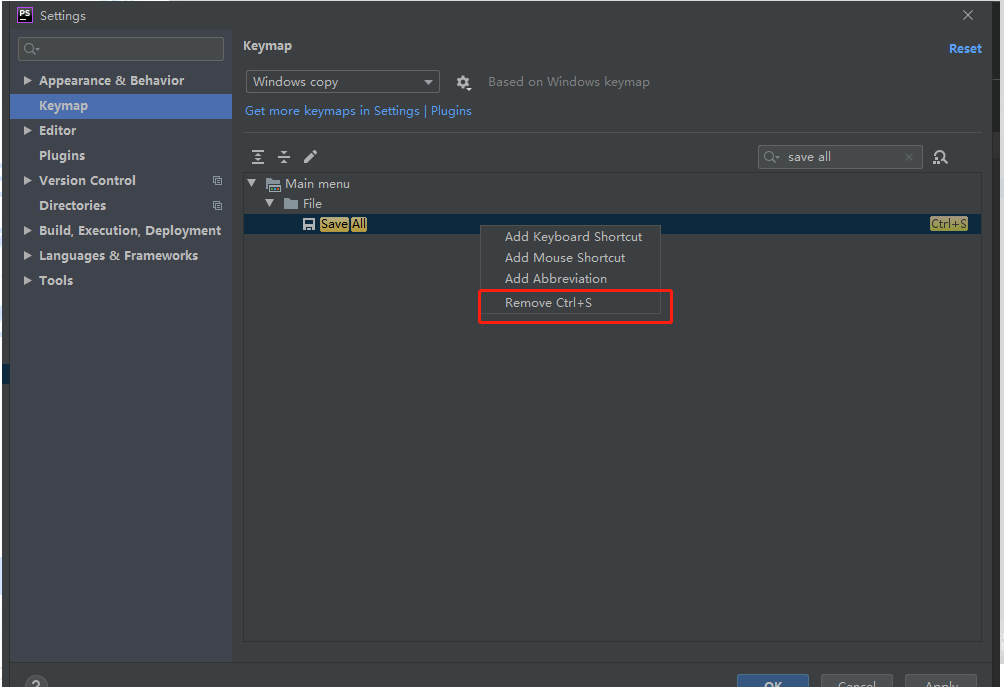 PS Settings
Keymap
Reset
Appearance & Behavior
Keymap
Editor
Plugins
Version Control
Directories
Build, Execution, Deployment
Languages & Frameworks
Tools
Windows copy
Based on Windows keymap
Get more keymaps in Settings | Plugins
save all
Main menu
File
Save All
Ctrl+S
Add Keyboard Shortcut
Add Mouse Shortcut
Add Abbreviation
Remove Ctrl+S
?
OK
Cancel
Apply